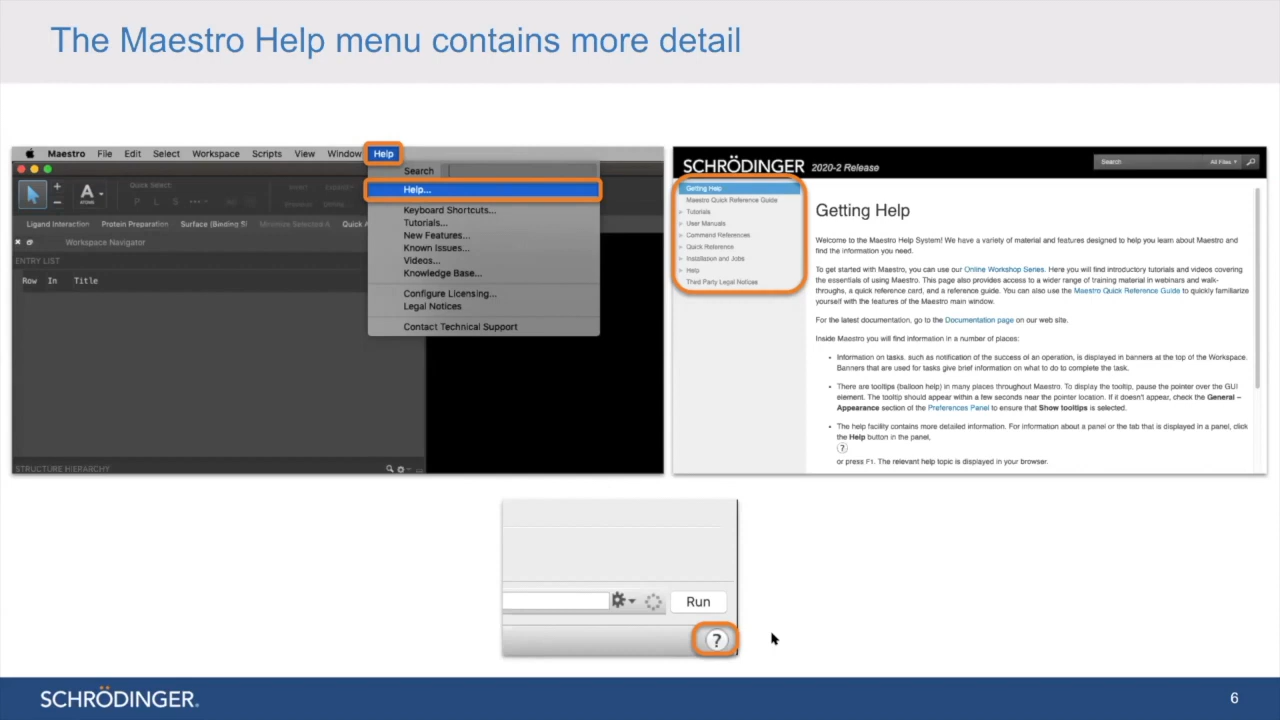 The Maestro Help menu contains more detail
Maestro File Edit Select Workspace Scripts View Window Help
Search
Help...
Keyboard Shortcuts...
Tutorials...
New Features...
Known Issues...
Videos...
Knowledge Base...
Configure Licensing...
Legal Notices
Contact Technical Support
Quick Select:
A
ATOMS
P L S
Ligand Interaction Protein Preparation Surface (Binding S) Minimize Selected A Quick A
Workspace Navigator
ENTRY LIST
Row In Title
STRUCTURE HIERARCHY
SCHRÖDINGER 2020-2 Release
Search All Files
Getting Help
Maestro Quick Reference Guide
Tutorials
User Manuals
Command References
Quick Reference
Installation and Jobs
Help
Third Party Legal Notices
Getting Help
Welcome to the Maestro Help System! We have a variety of material and features designed to help you learn about Maestro and
find the information you need.
To get started with Maestro, you can use our Online Workshop Series. Here you will find introductory tutorials and videos covering
the essentials of using Maestro. This page also provides access to a wider range of training material in webinars and walk-
throughs, a quick reference card, and a reference guide. You can also use the Maestro Quick Reference Guide to quickly familiarize
yourself with the features of the Maestro main window.
For the latest documentation, go to the Documentation page on our web site.
Inside Maestro you will find information in a number of places:
• Information on tasks, such as notification of the success of an operation, is displayed in banners at the top of the Workspace.
Banners that are used for tasks give brief information on what to do to complete the task.
• There are tooltips (balloon help) in many places throughout Maestro. To display the tooltip, pause the pointer over the GUI
element. The tooltip should appear within a few seconds near the pointer location. If it doesn't appear, check the General –
Appearance section of the Preferences Panel to ensure that Show tooltips is selected.
• The help facility contains more detailed information. For information about a panel or the tab that is displayed in a panel, click
the Help button in the panel,
?
or press F1. The relevant help topic is displayed in your browser.
Run
?
SCHRÖDINGER.
6